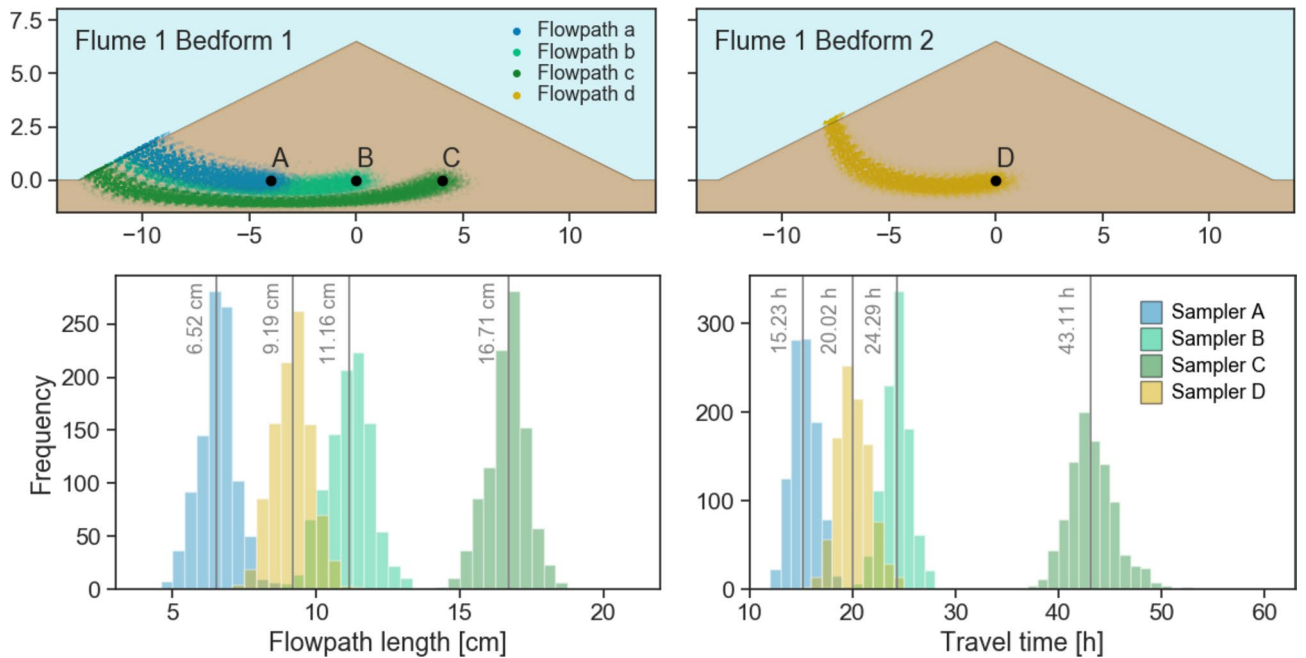 Flume 1 Bedform 1
Flowpath a
Flowpath b
Flowpath c
Flowpath d
7.5
5.0
2.5
0.0
A
B
C
−10
−5
0
5
10
Flume 1 Bedform 2
D
−10
−5
0
5
10
Frequency
250
200
150
100
50
0
6.52 cm
9.19 cm
11.16 cm
16.71 cm
5
10
15
20
Flowpath length [cm]
300
200
100
0
15.23 h
20.02 h
24.29 h
43.11 h
Sampler A
Sampler B
Sampler C
Sampler D
10
20
30
40
50
60
Travel time [h]